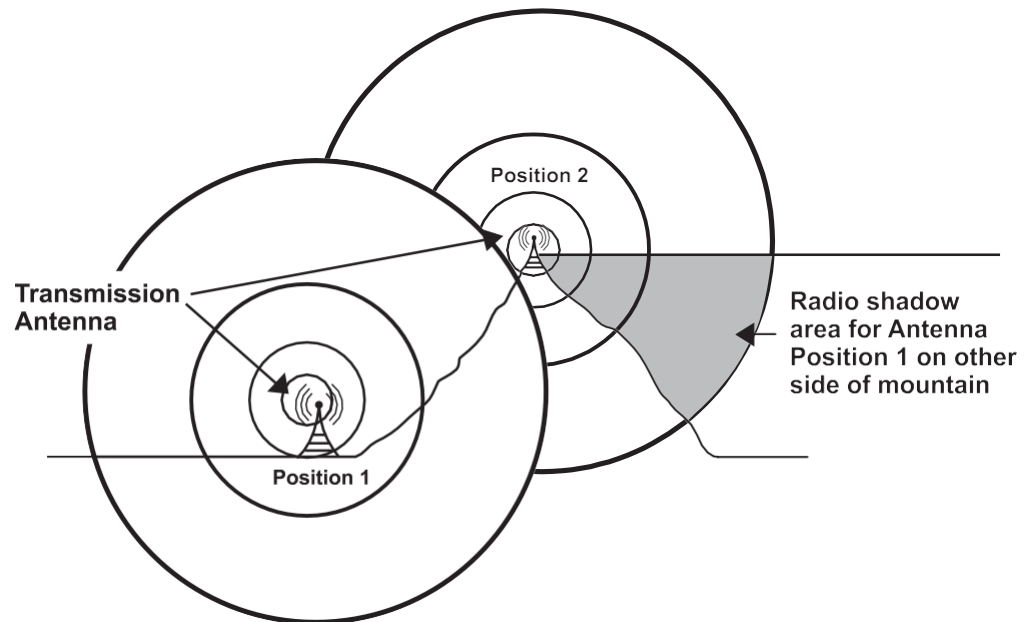 Position 2
Transmission
Antenna
Radio shadow
area for Antenna
Position 1 on other
side of mountain
Position 1